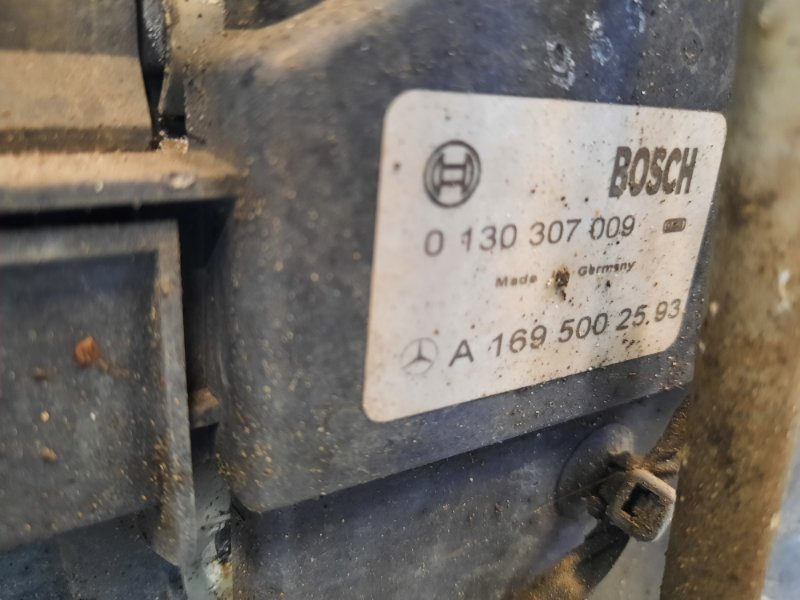 BOSCH
0 130 307 009
Made in Germany
A 169 500 25.93